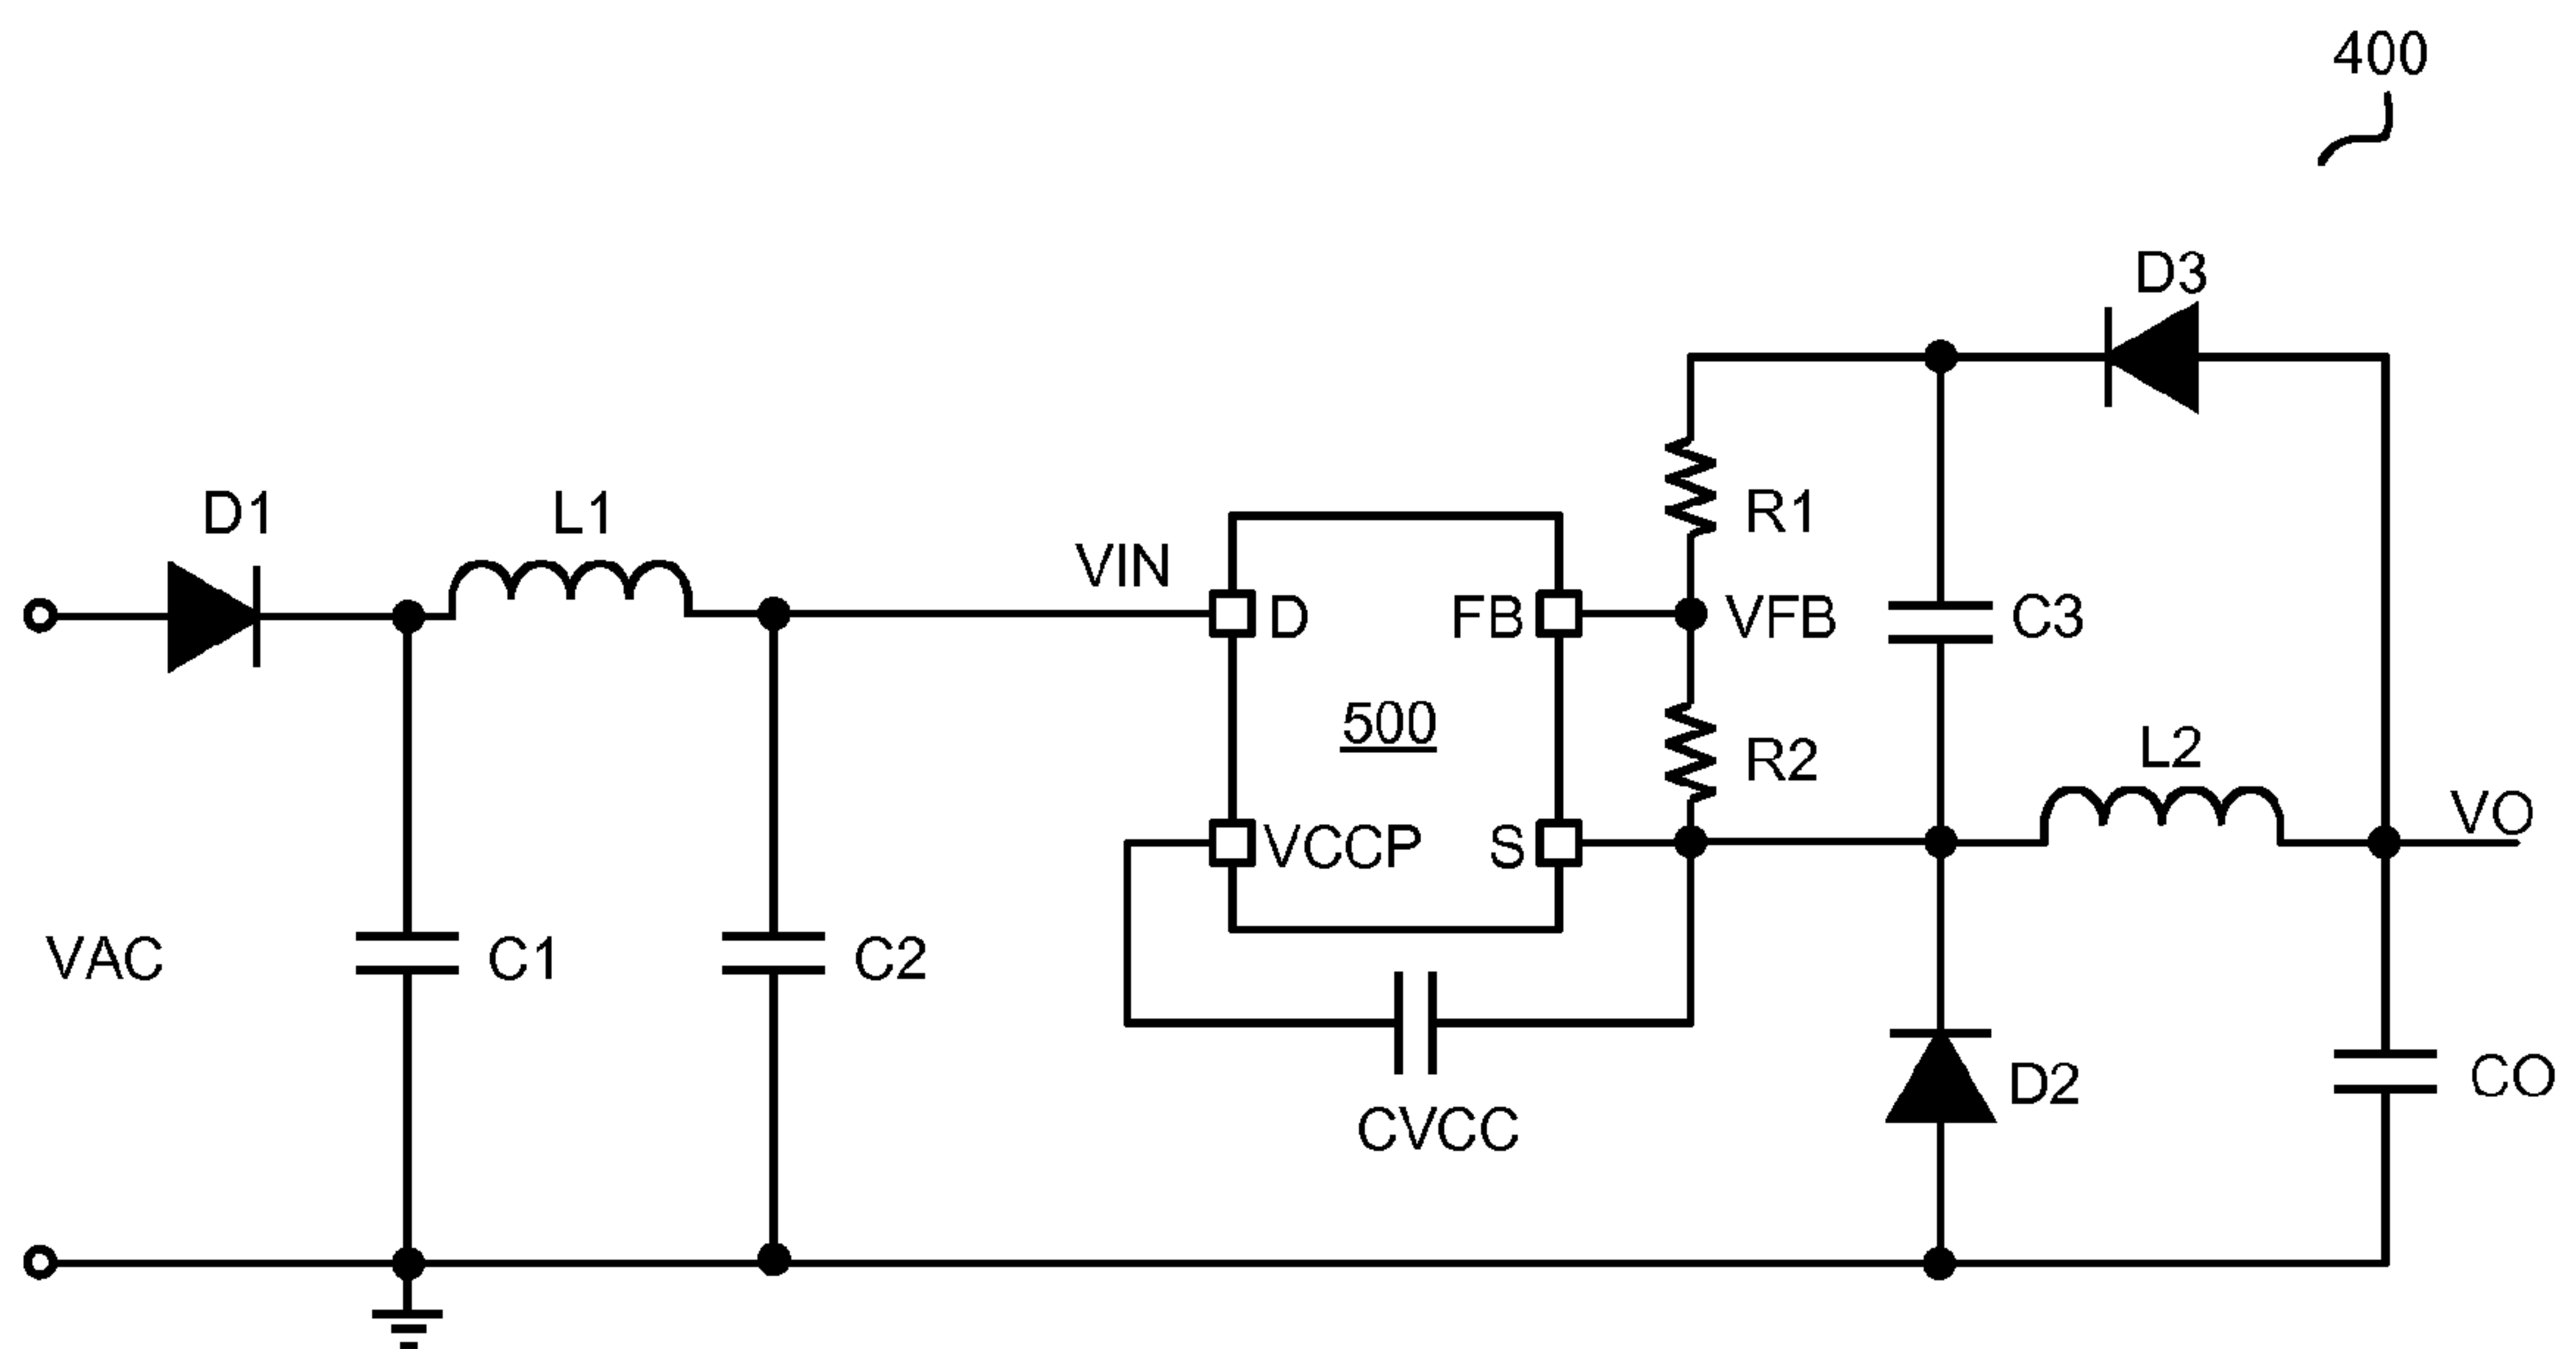 400
D3
D1
L1
VIN
R1
D
FB
VFB
C3
500
R2
L2
VCCP
S
VO
VAC
C1
C2
D2
CO
CVCC